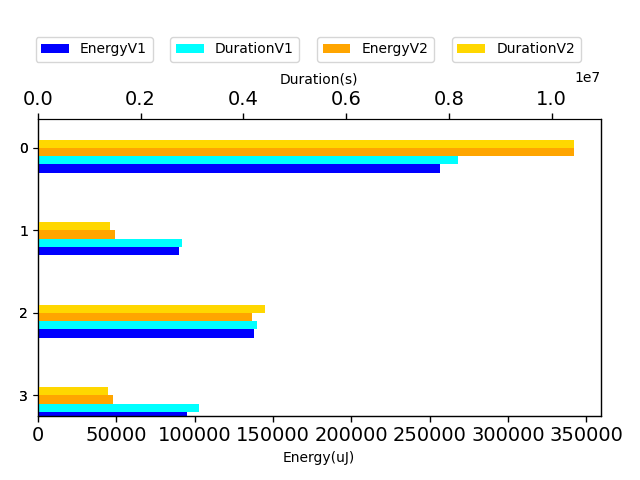 EnergyV1 DurationV1 EnergyV2 DurationV2
Duration(s)
1e7
0.0 0.2 0.4 0.6 0.8 1.0
0
1
2
3
0 50000 100000 150000 200000 250000 300000 350000
Energy(uJ)